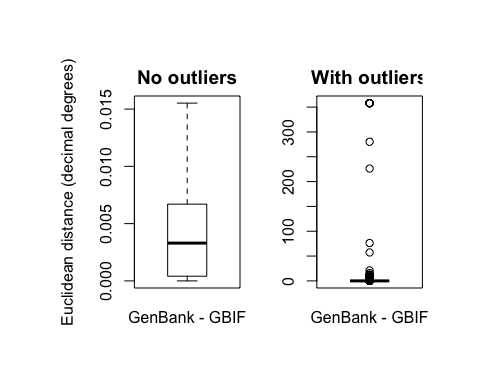 No outliers
With outliers
Euclidean distance (decimal degrees)
0.015
0.010
0.005
0.000
300
200
100
0
GenBank - GBIF
GenBank - GBIF